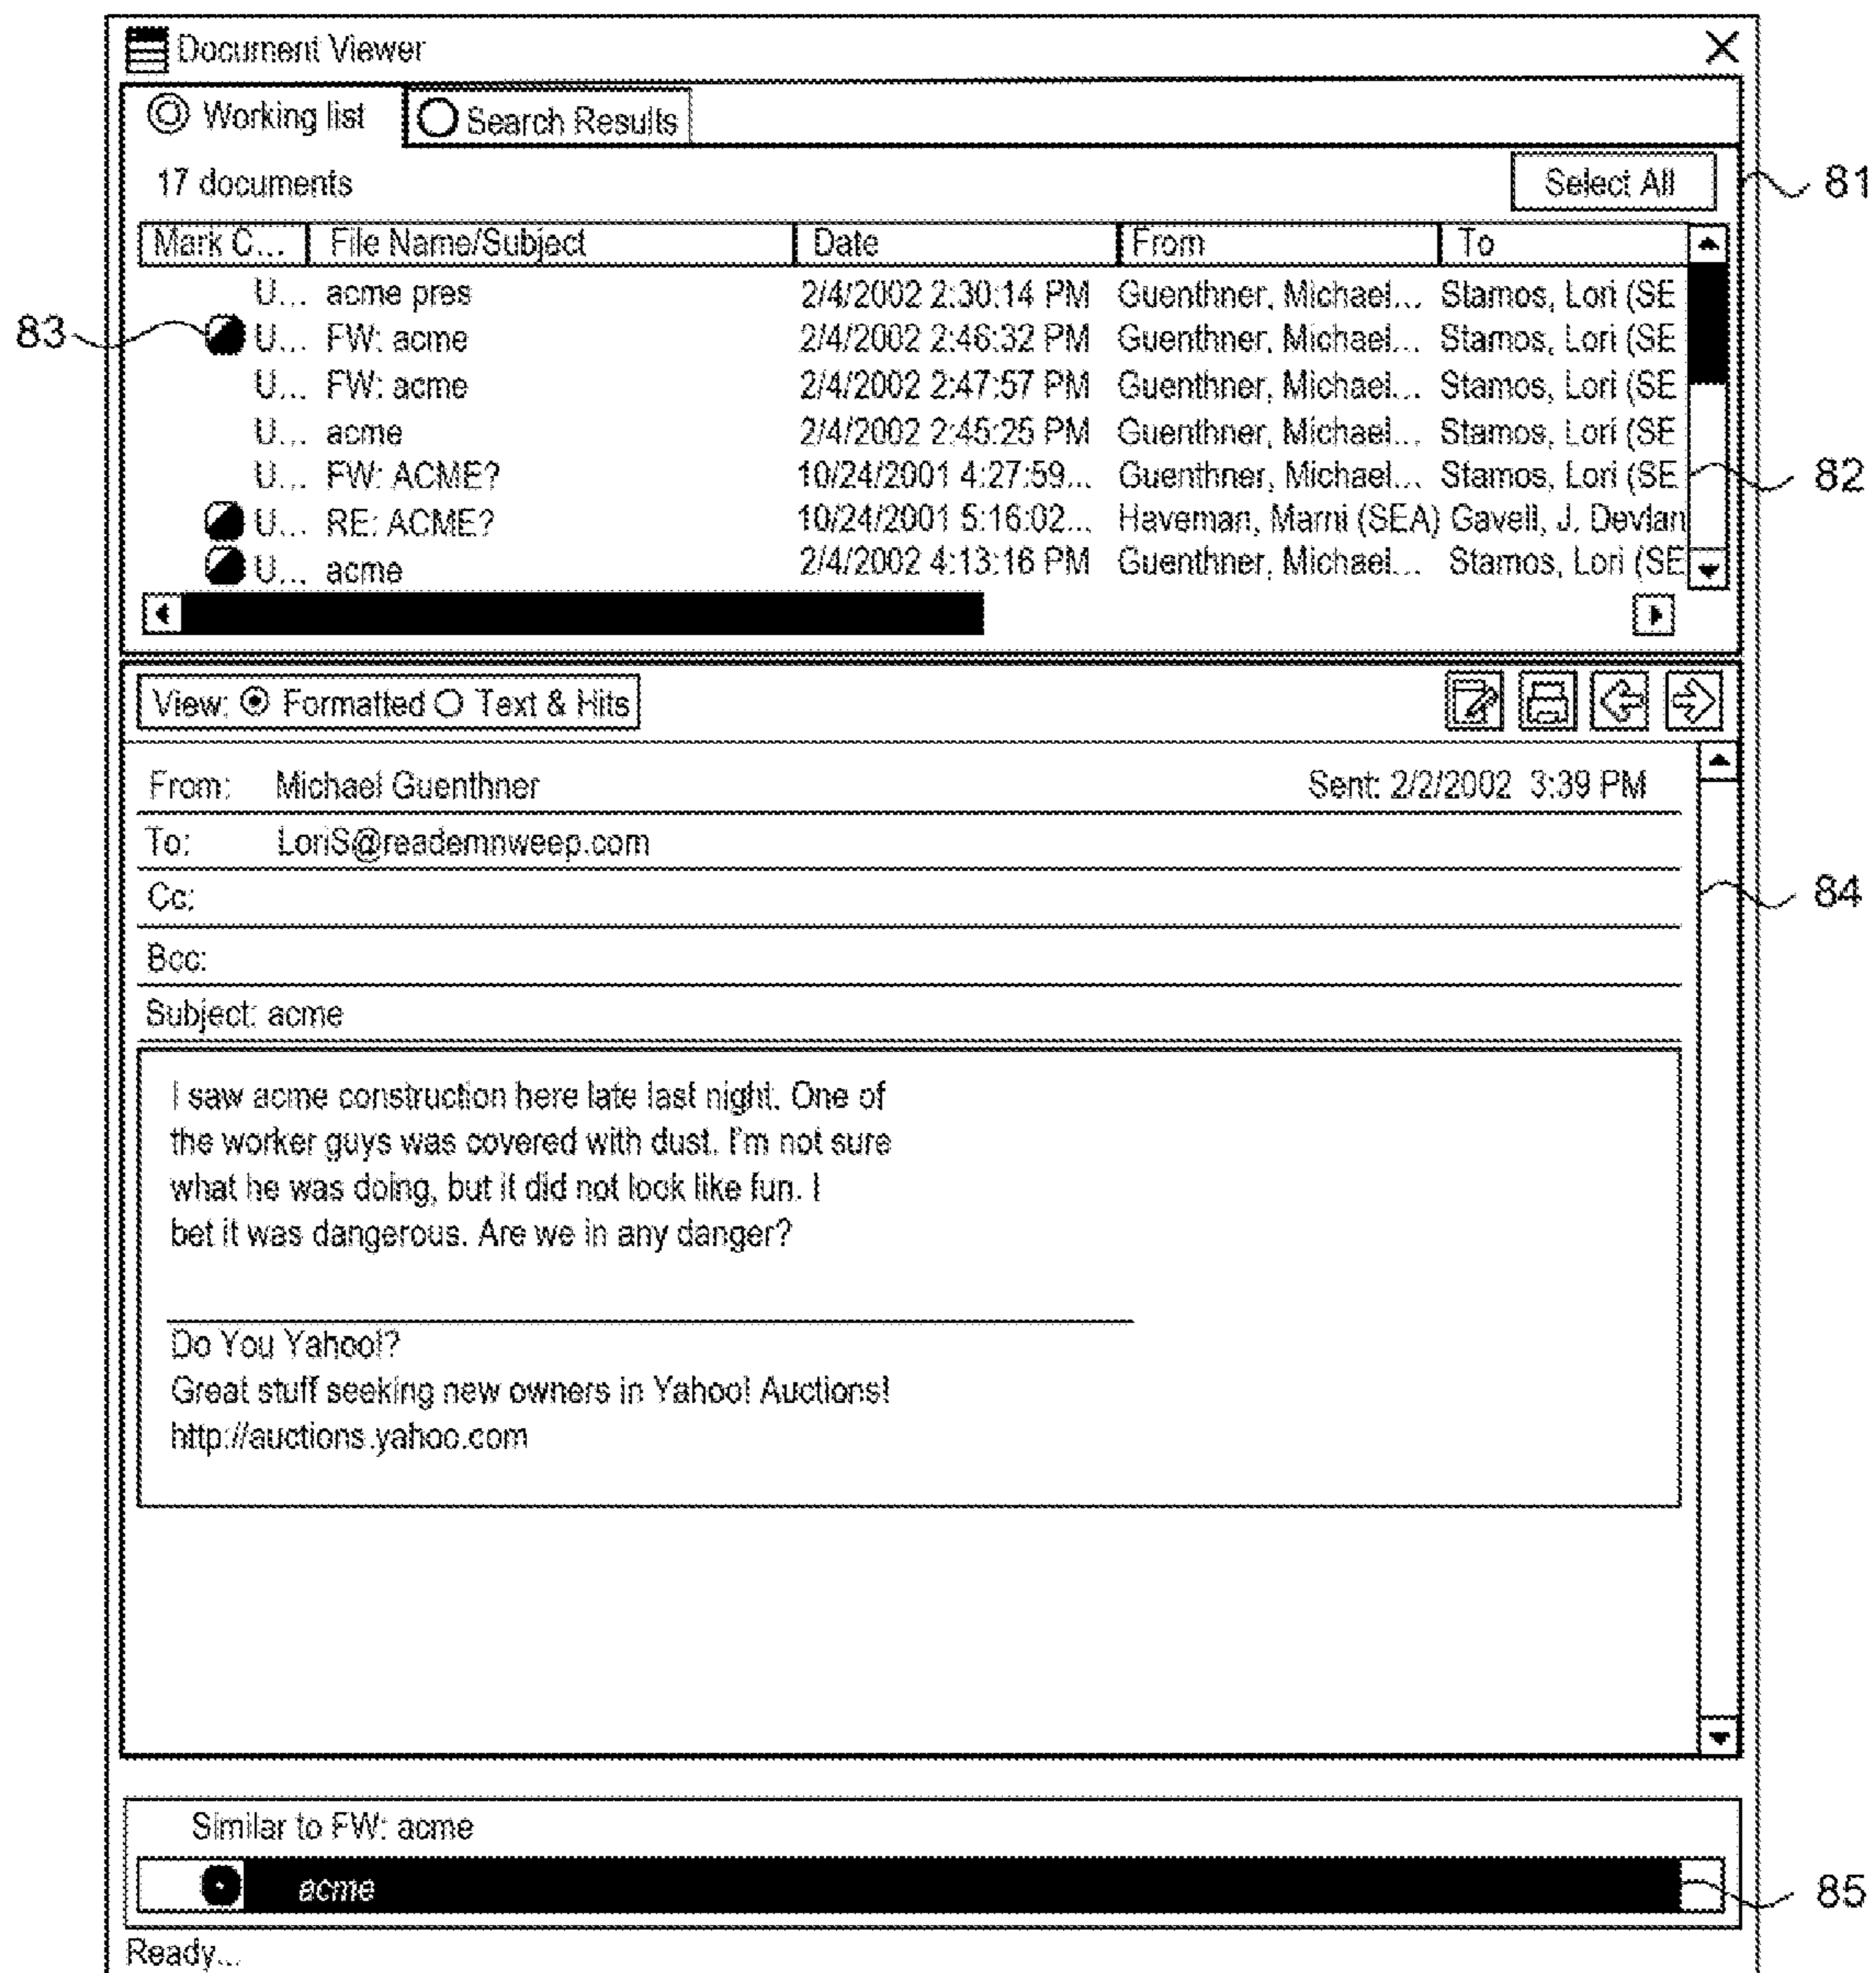 Document Viewer
Working list Search Results
17 documents Select All 81
Mark C... File Name/Subject Date From To
U... acme pres 2/4/2002 2:30:14 PM Guenthner, Michael... Stamos, Lori (SE
83 U... FW: acme 2/4/2002 2:46:32 PM Guenthner, Michael... Stamos, Lori (SE
U... FW: acme 2/4/2002 2:47:57 PM Guenthner, Michael... Stamos, Lori (SE
U... acme 2/4/2002 2:45:25 PM Guenthner, Michael... Stamos, Lori (SE
U... FW: ACME? 10/24/2001 4:27:59... Guenthner, Michael... Stamos, Lori (SE 82
U... RE: ACME? 10/24/2001 5:16:02... Haveman, Marni (SEA) Gavell, J. Devlan
U... acme 2/4/2002 4:13:16 PM Guenthner, Michael... Stamos, Lori (SE
View: Formatted Text & Hits
From: Michael Guenthner Sent: 2/2/2002 3:39 PM
To: LoriS@reademnweep.com
Cc: 84
Bcc:
Subject: acme
I saw acme construction here late last night. One of
the worker guys was covered with dust. I'm not sure
what he was doing, but it did not look like fun. I
bet it was dangerous. Are we in any danger?
Do You Yahoo!?
Great stuff seeking new owners in Yahoo! Auctions!
http://auctions.yahoo.com
Similar to FW: acme
acme 85
Ready...